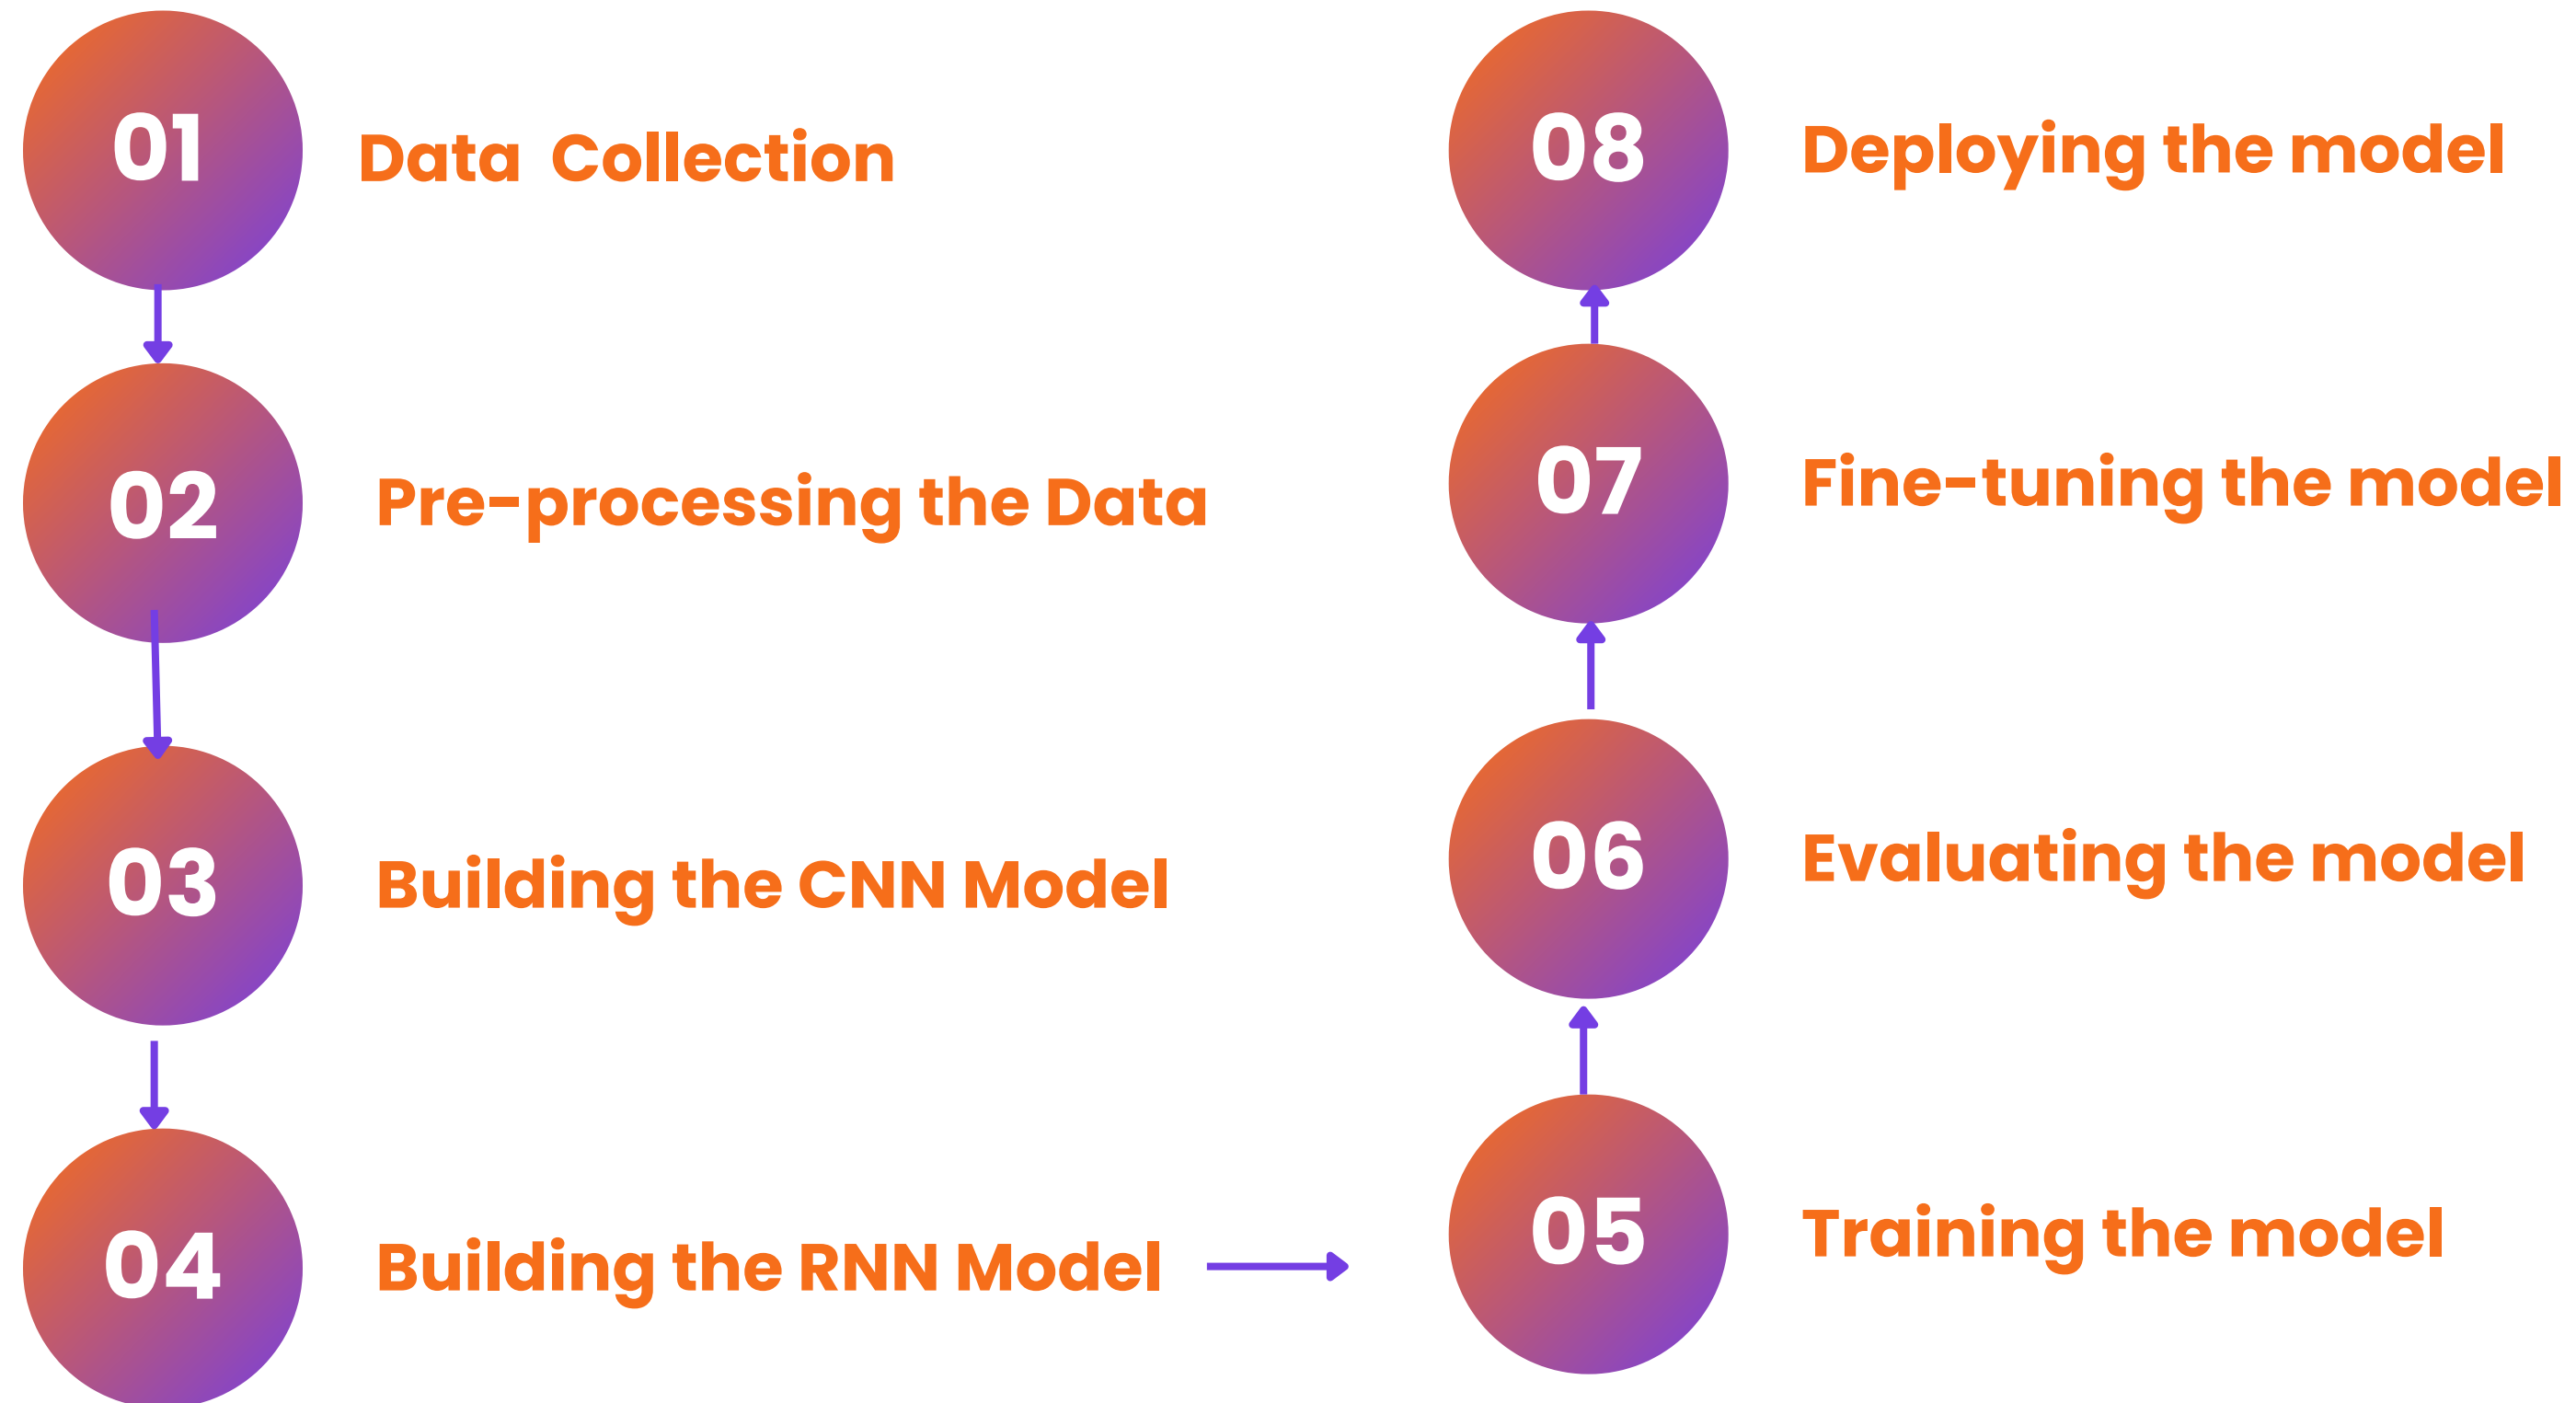 01
Data  Collection
02
Pre-processing the Data
03
Building the CNN Model
04
Building the RNN Model
05
Training the model
06
Evaluating the model
07
Fine-tuning the model
08
Deploying the model